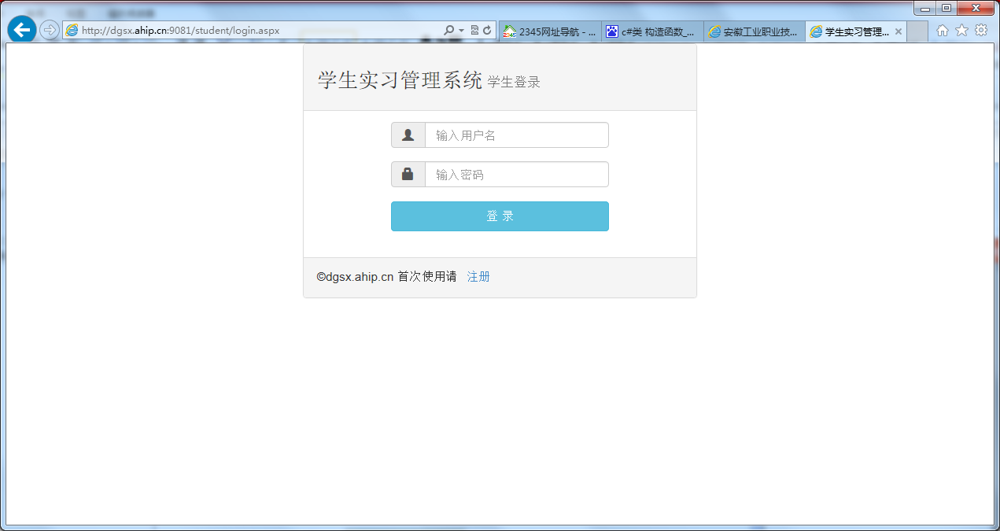 http://dgsx.ahip.cn:9081/student/login.aspx
2345网址导航 - ...
c#类 构造函数_...
安徽工业职业技...
学生实习管理...
学生实习管理系统 学生登录
输入用户名
输入密码
登 录
©dgsx.ahip.cn 首次使用请 注册